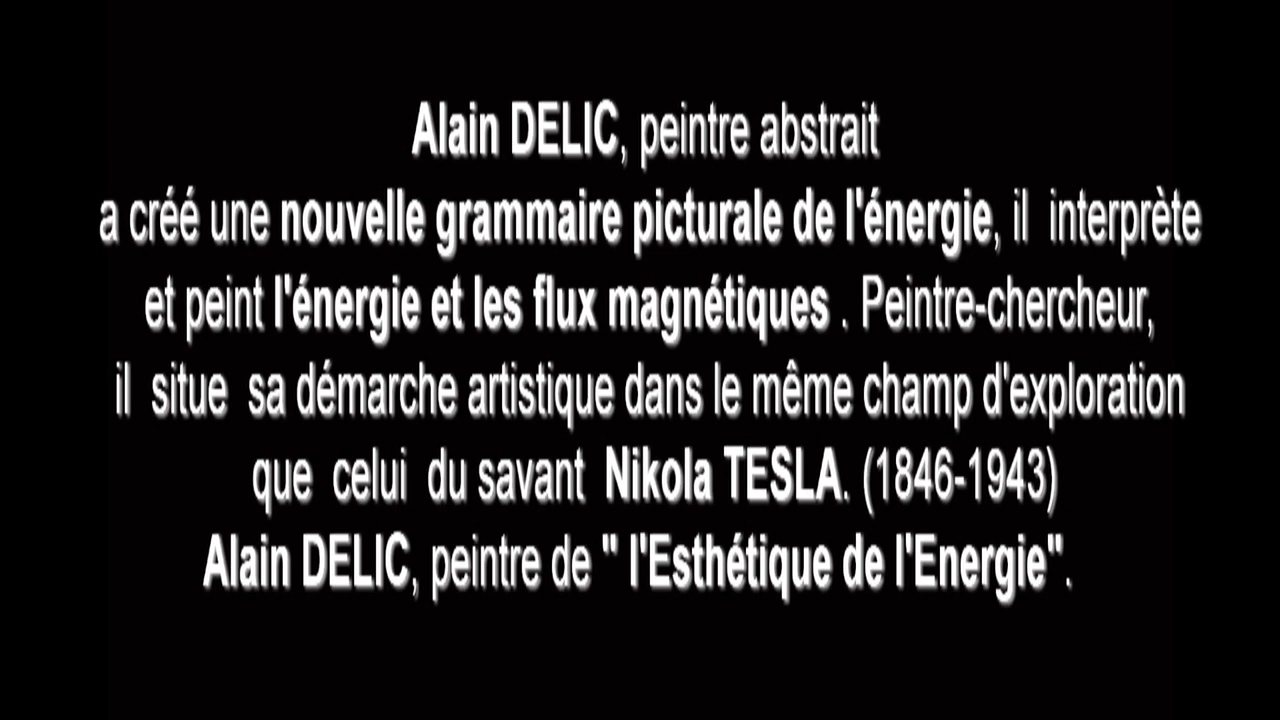 Alain DELIC, peintre abstrait
a créé une nouvelle grammaire picturale de l'énergie, il interprète
et peint l'énergie et les flux magnétiques . Peintre-chercheur,
il situe sa démarche artistique dans le même champ d'exploration
que celui du savant Nikola TESLA. (1846-1943)
Alain DELIC, peintre de " l'Esthétique de l'Energie".